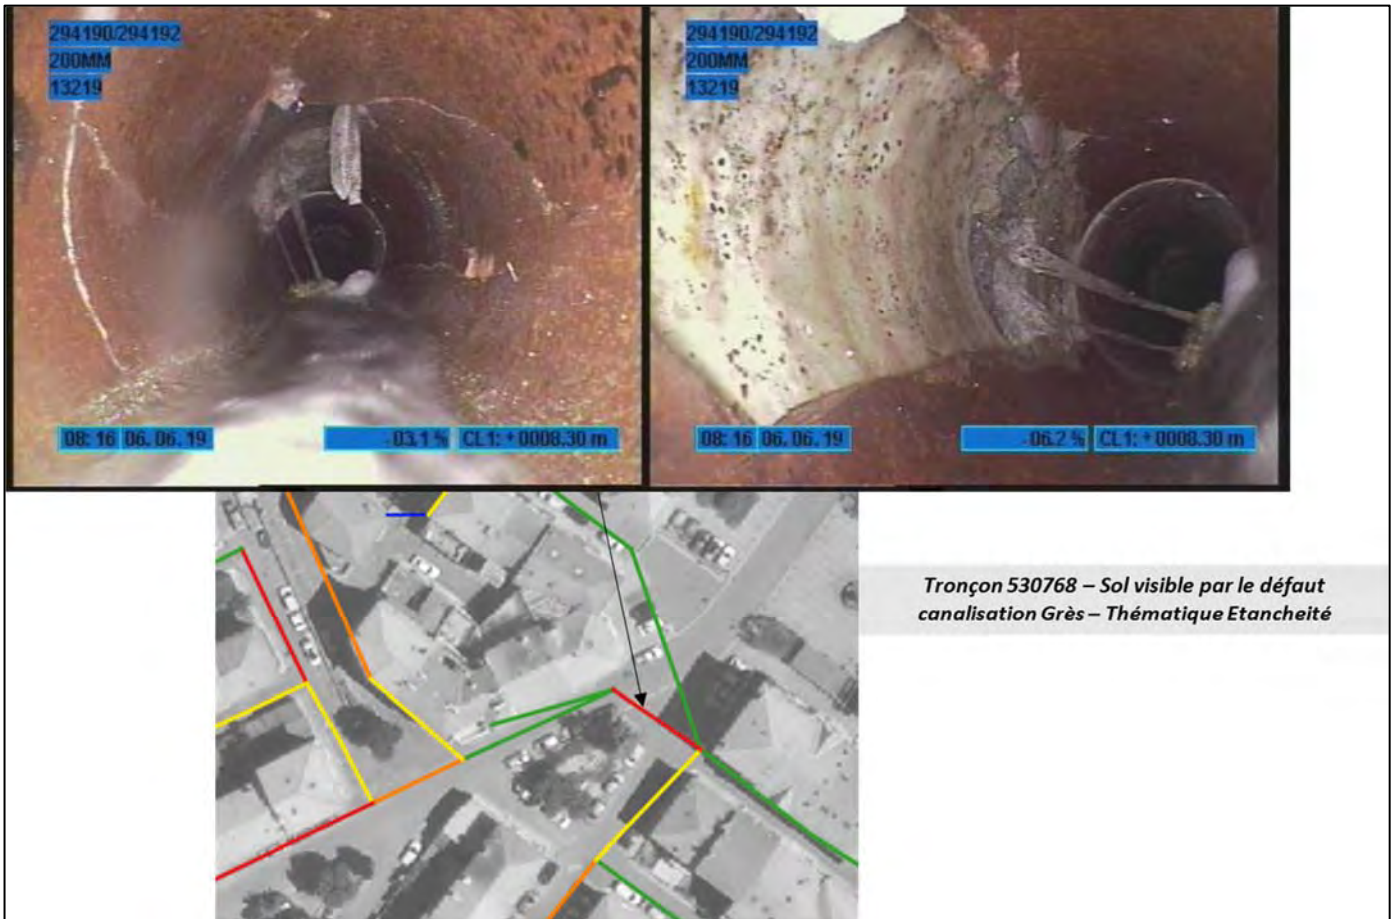 294190/294192
200MM
13219
08: 16 06. 06. 19
-03.1 % CL1: +0008.30 m
294190/294192
200MM
13219
08: 16 06. 06. 19
-06.2 % CL1: +0008.30 m
Tronçon 530768 – Sol visible par le défaut
canalisation Grès – Thématique Etancheité